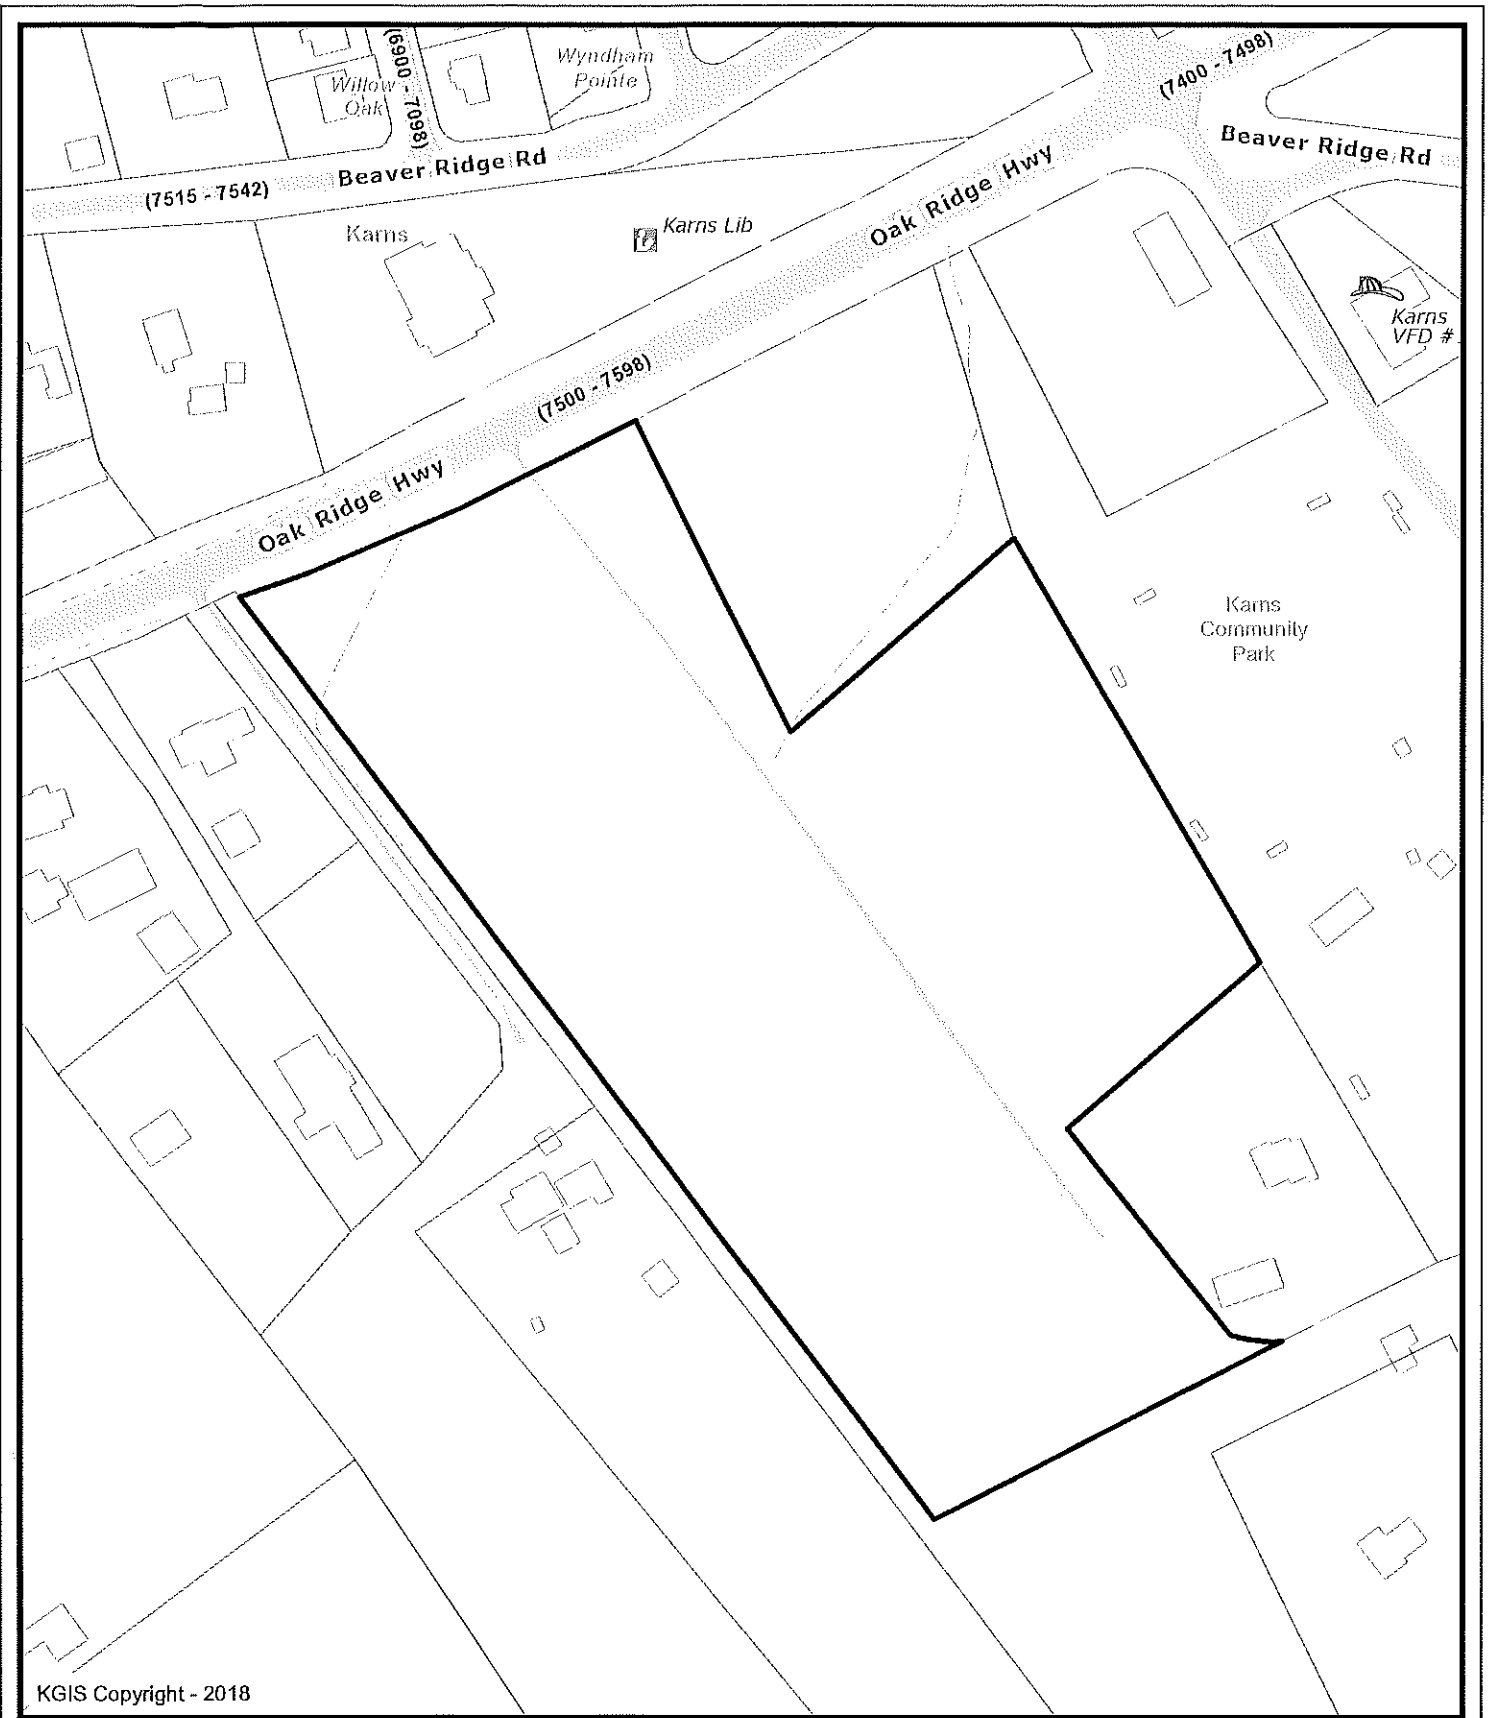 (6900 - 7098)
Wyndham
Pointe
Willow
Oak
(7400 - 7498)
Beaver Ridge Rd
Beaver Ridge Rd
(7515 - 7542)
Oak Ridge Hwy
Karns
Karns Lib
Karns
VFD #
(7500 - 7598)
Oak Ridge Hwy
Karns
Community
Park
KGIS Copyright - 2018